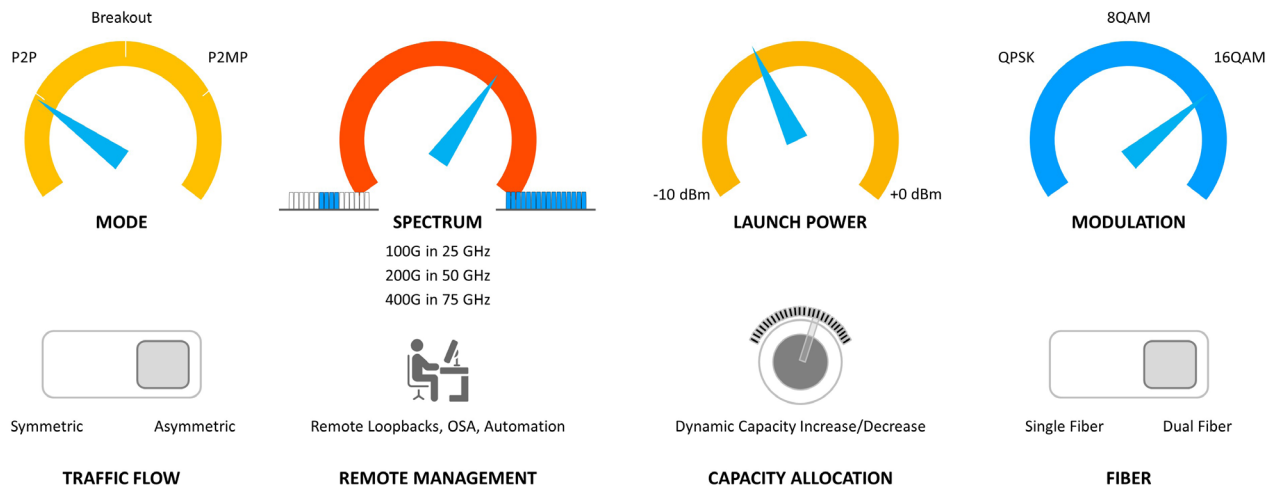 Breakout
P2P
P2MP
MODE
SPECTRUM
100G in 25 GHz
200G in 50 GHz
400G in 75 GHz
-10 dBm
+0 dBm
LAUNCH POWER
8QAM
QPSK
16QAM
MODULATION
Symmetric
Asymmetric
TRAFFIC FLOW
Remote Loopbacks, OSA, Automation
REMOTE MANAGEMENT
Dynamic Capacity Increase/Decrease
CAPACITY ALLOCATION
Single Fiber
Dual Fiber
FIBER